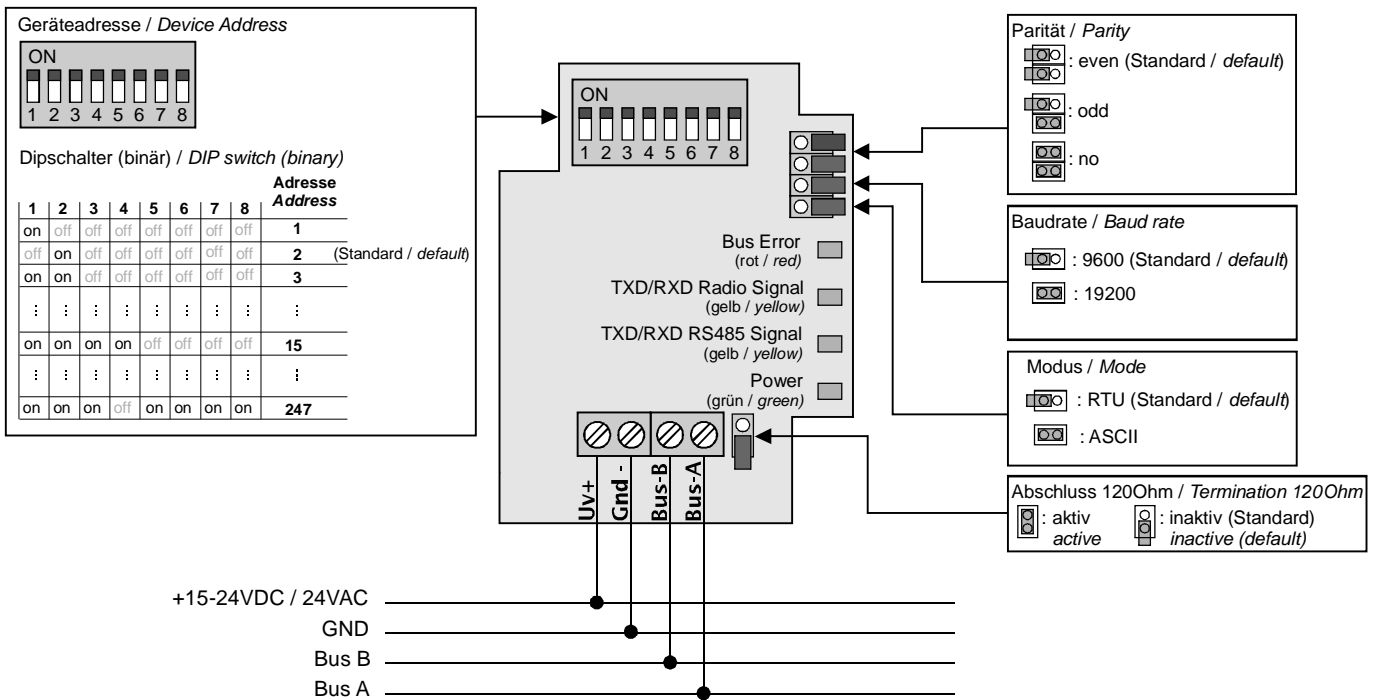 Geräteadresse / Device Address
ON
1 2 3 4 5 6 7 8
Dipschalter (binär) / DIP switch (binary)
Adresse
Address
1 2 3 4 5 6 7 8
on off off off off off off off 1
off on off off off off off off 2 (Standard / default)
on on off off off off off off 3
on on on on off off off off 15
on on on off on on on on 247
ON
1 2 3 4 5 6 7 8
Bus Error
(rot / red)
TXD/RXD Radio Signal
(gelb / yellow)
TXD/RXD RS485 Signal
(gelb / yellow)
Power
(grün / green)
Uv+
Gnd -
Bus-B
Bus-A
Parität / Parity
: even (Standard / default)
: odd
: no
Baudrate / Baud rate
: 9600 (Standard / default)
: 19200
Modus / Mode
: RTU (Standard / default)
: ASCII
Abschluss 120Ohm / Termination 120Ohm
: aktiv
active
: inaktiv (Standard)
inactive (default)
+15-24VDC / 24VAC
GND
Bus B
Bus A